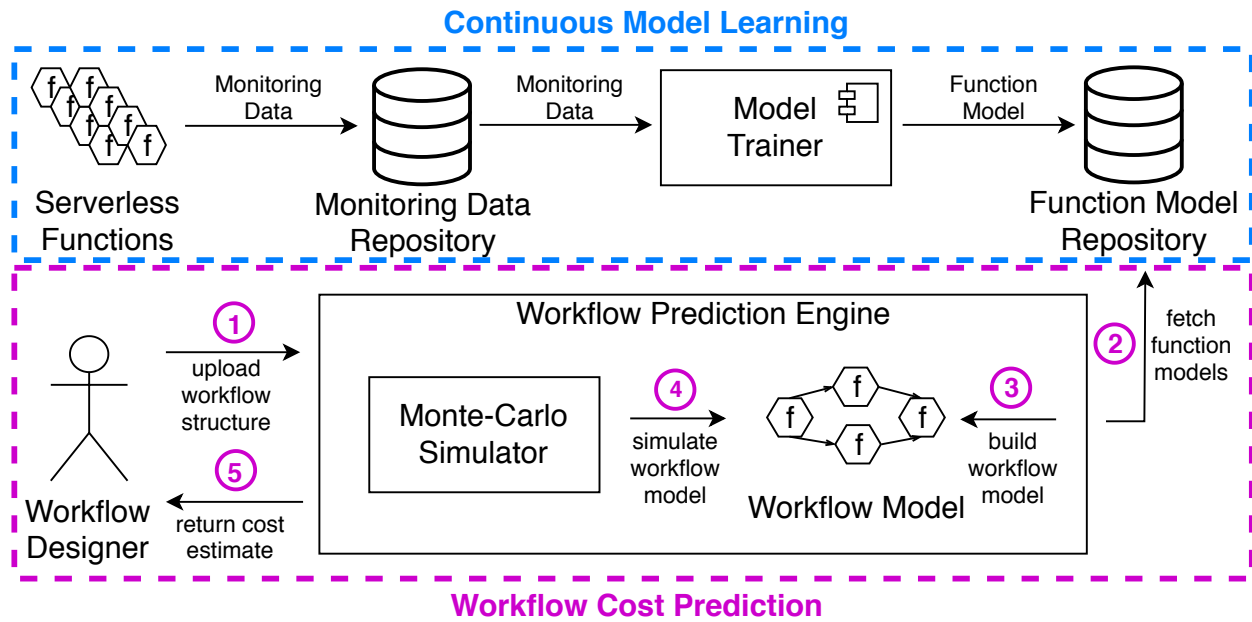 Continuous Model Learning
f f
f f
f f
f f
Monitoring
Data
Monitoring
Data
Model
Trainer
Function
Model
Serverless
Functions
Monitoring Data
Repository
Function Model
Repository
Workflow Prediction Engine
1
upload
workflow
structure
2
fetch
function
models
Monte-Carlo
Simulator
4
simulate
workflow
model
f
f
f
f
Workflow Model
3
build
workflow
model
5
return cost
estimate
Workflow
Designer
Workflow Cost Prediction